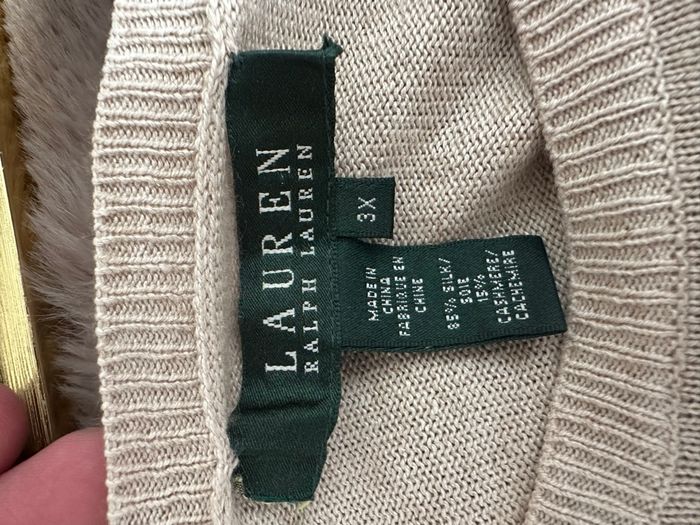 LAUREN
RALPH LAUREN
3X
MADE IN
CHINA
FABRIQUE EN
CHINE
85% SILK/
SOIE
15%
CASHMERE/
CACHEMIRE